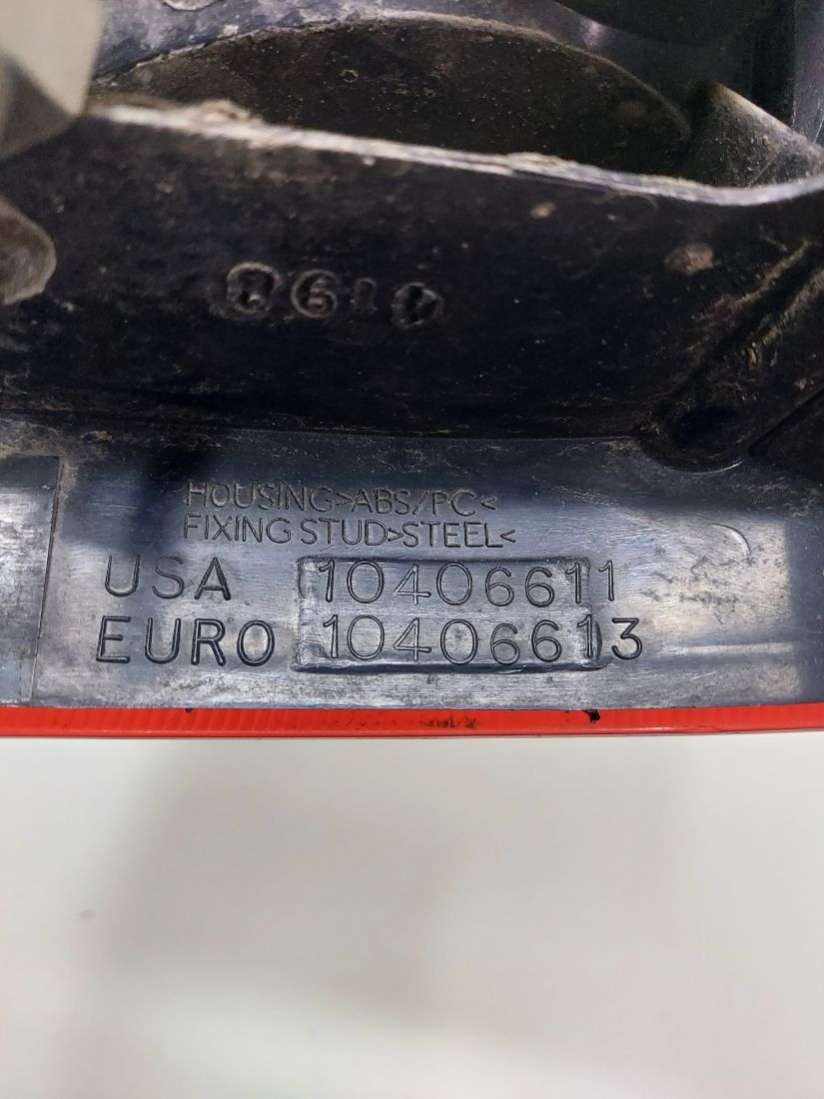 HOUSING>ABS/PC<
FIXING STUD>STEEL<
USA 10406611
EURO 10406613